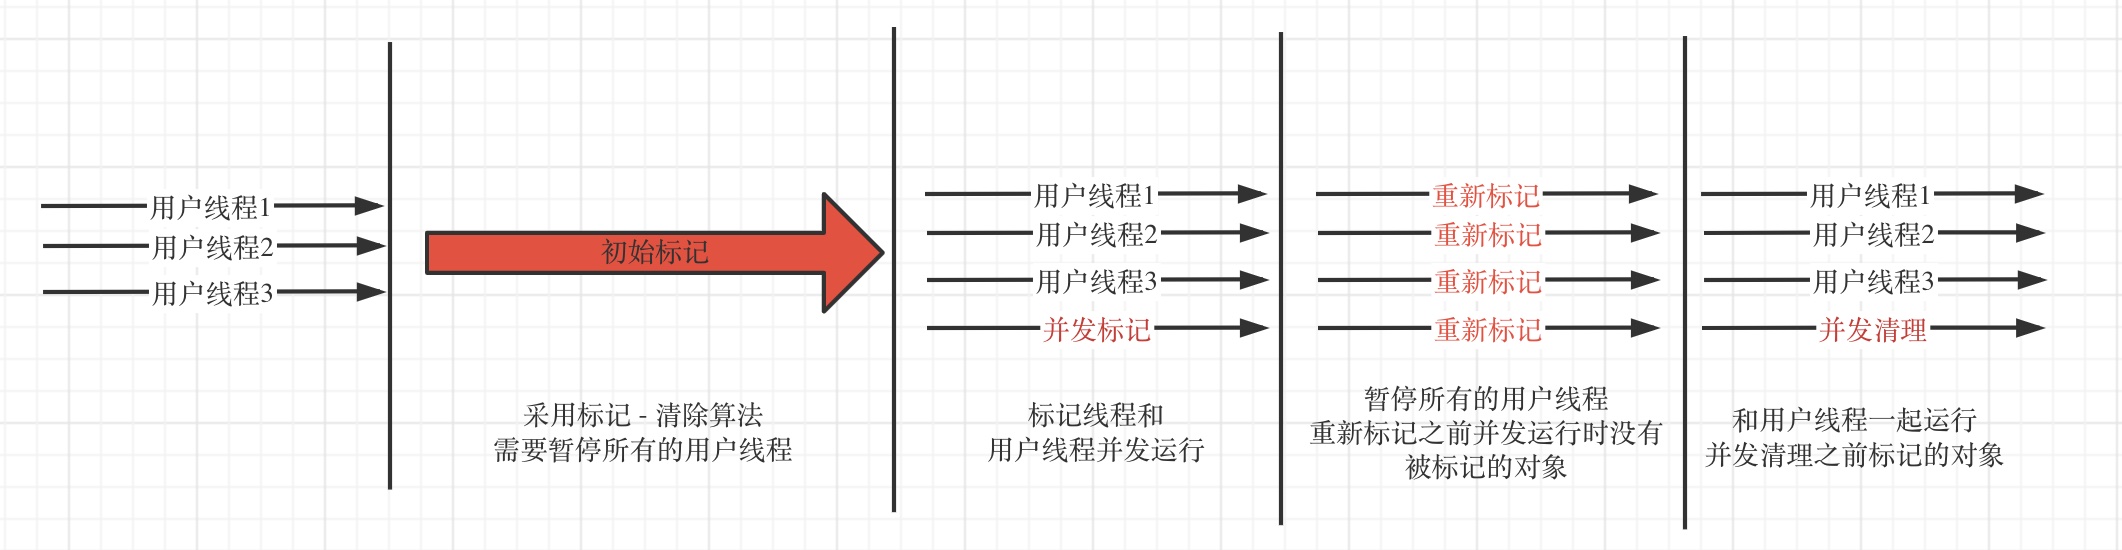 用户线程1
用户线程2
用户线程3
初始标记
采用标记 - 清除算法
需要暂停所有的用户线程
用户线程1
用户线程2
用户线程3
并发标记
标记线程和
用户线程并发运行
重新标记
重新标记
重新标记
重新标记
暂停所有的用户线程
重新标记之前并发运行时没有
被标记的对象
用户线程1
用户线程2
用户线程3
并发清理
和用户线程一起运行
并发清理之前标记的对象